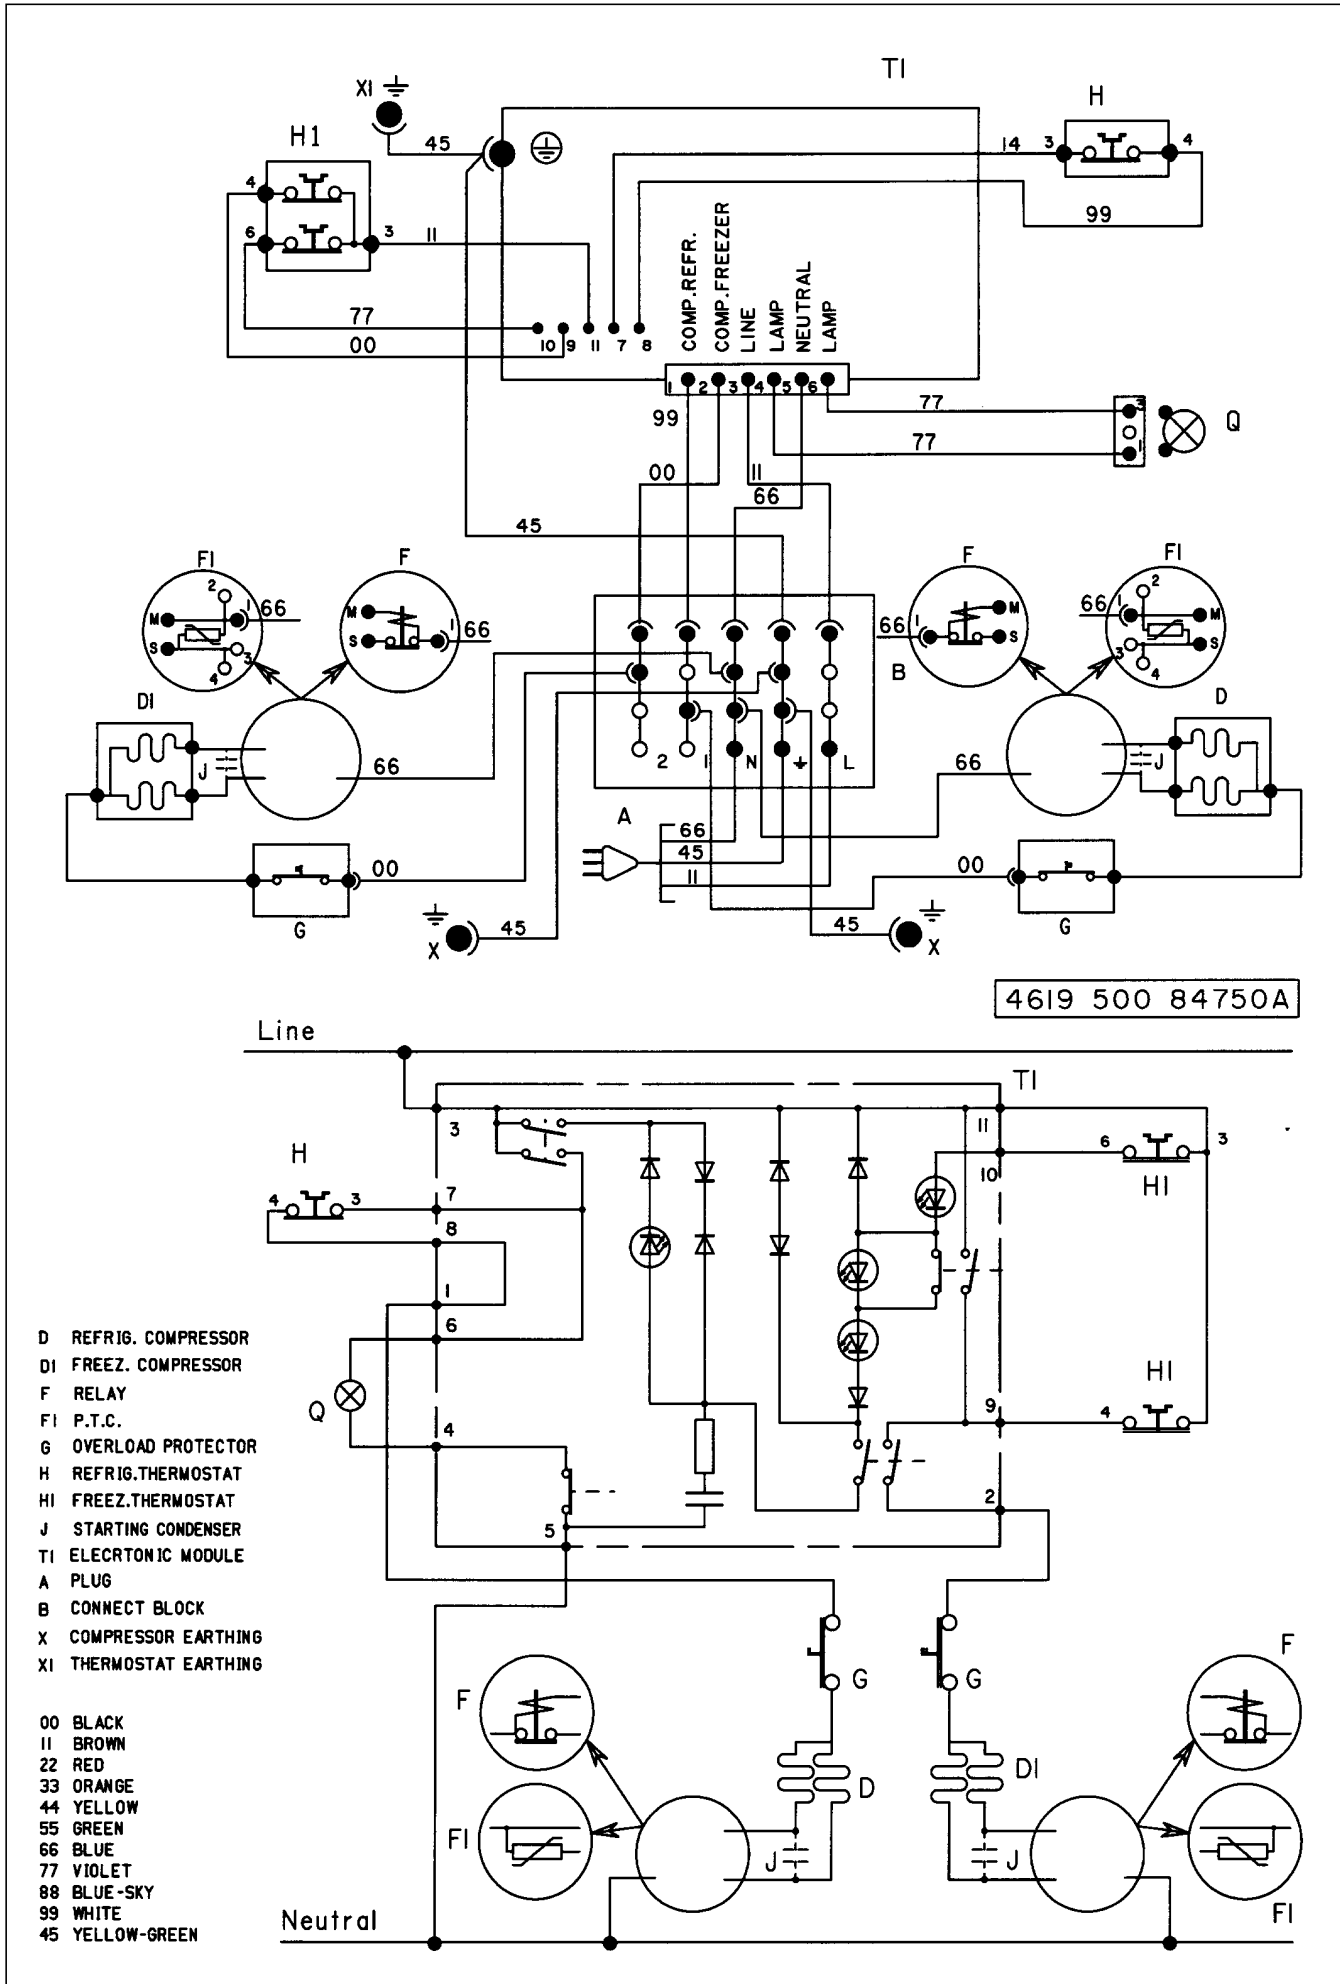 T1
X1
H
H1
45
14 3 4
4
99
6 3 11
77
00
10 9 11 7 8
COMP.REFR.
COMP.FREEZER
LINE
LAMP
NEUTRAL
LAMP
1 2 3 4 5 6
99
77 3 Q
77 1
00 11
66
45
F1 F F F1
2 2
M 1 66 M 66 1 M 66 1 M
S 1 66 S S
3 3
4 B 4
D1 D
J 66 66 J
2 1 N L
A 66
45
00 11 00
G G
X 45 45 X
4619 500 84750A
Line
T1
3 11
6 3
H 10 H1
4 3 7
8
1
6
D REFRIG. COMPRESSOR
D1 FREEZ. COMPRESSOR
F RELAY
F1 P.T.C.
G OVERLOAD PROTECTOR
H REFRIG.THERMOSTAT
H1 FREEZ.THERMOSTAT
J STARTING CONDENSER
T1 ELECRTONIC MODULE
A PLUG
B CONNECT BLOCK
X COMPRESSOR EARTHING
X1 THERMOSTAT EARTHING
H1
Q 9 4
4
2
5
F G G F
D D1
F1 J J F1
00 BLACK
11 BROWN
22 RED
33 ORANGE
44 YELLOW
55 GREEN
66 BLUE
77 VIOLET
88 BLUE-SKY
99 WHITE
45 YELLOW-GREEN
Neutral